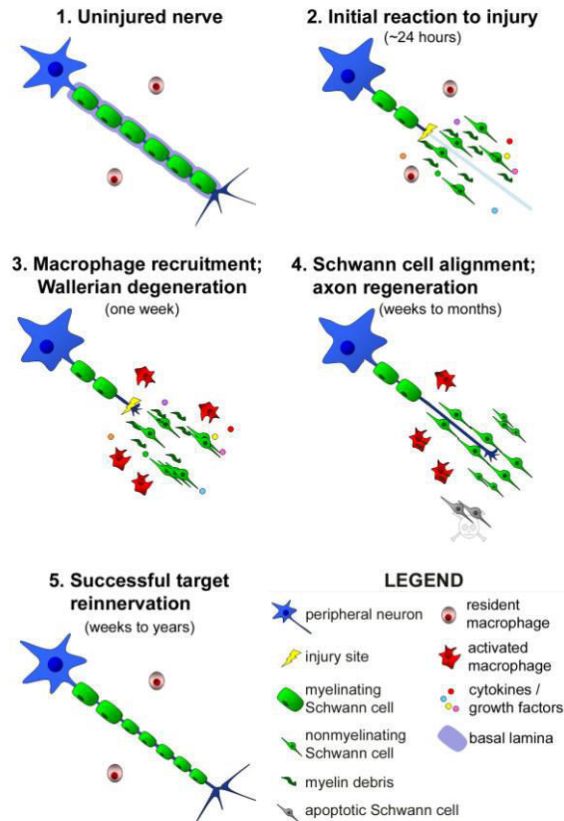 1. Uninjured nerve
2. Initial reaction to injury
(~24 hours)
3. Macrophage recruitment;
Wallerian degeneration
(one week)
4. Schwann cell alignment;
axon regeneration
(weeks to months)
5. Successful target
reinnervation
(weeks to years)
LEGEND
peripheral neuron
injury site
myelinating
Schwann cell
nonmyelinating
Schwann cell
myelin debris
apoptotic Schwann cell
resident
macrophage
activated
macrophage
cytokines /
growth factors
basal lamina